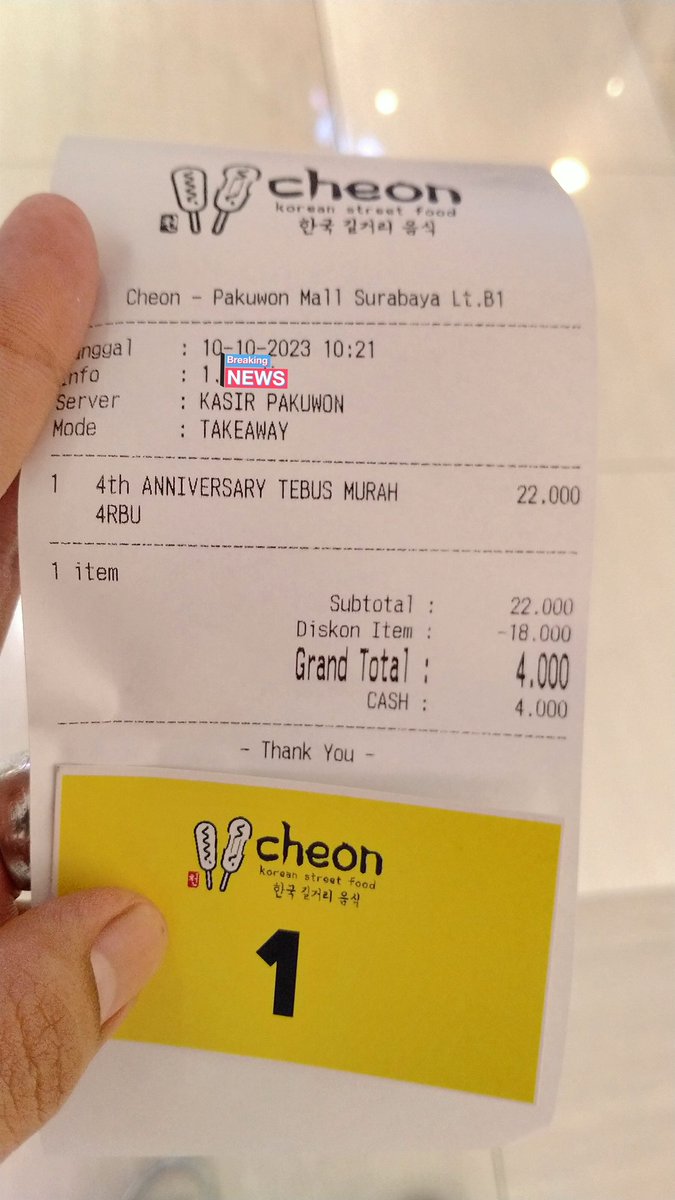 cheon
korean street food
한국 길거리 음식
Cheon - Pakuwon Mall Surabaya Lt.B1
: 10-10-2023 10:21
: 1.
Breaking
NEWS
Server : KASIR PAKUWON
Mode : TAKEAWAY
1 4th ANNIVERSARY TEBUS MURAH 22.000
4RBU
1 item
Subtotal : 22.000
Diskon Item : -18.000
Grand Total : 4.000
CASH : 4.000
- Thank You -
cheon
korean street food
한국 길거리 음식
1